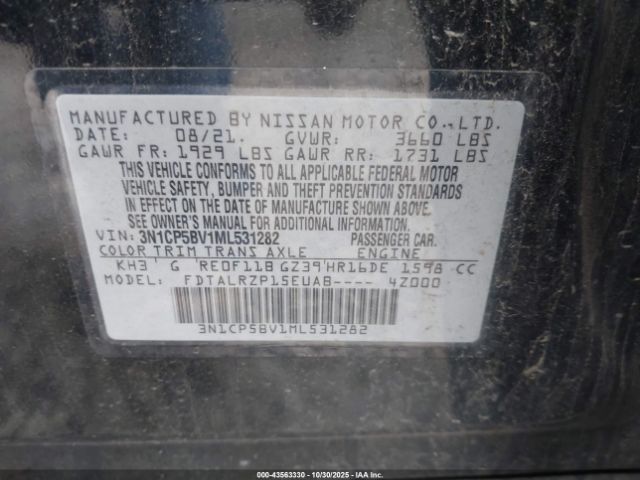 MANUFACTURED BY NISSAN MOTOR CO.,LTD.
DATE: 08/21. GVWR: 3660 LBS
GAWR FR: 1929 LBS GAWR RR: 1731 LBS
THIS VEHICLE CONFORMS TO ALL APPLICABLE FEDERAL MOTOR
VEHICLE SAFETY, BUMPER AND THEFT PREVENTION STANDARDS
IN EFFECT ON THE DATE OF MANUFACTURE SHOWN ABOVE.
SEE OWNER'S MANUAL FOR ADDITIONAL INFORMATION.
VIN: 3N1CP5BV1ML531282 PASSENGER CAR.
COLOR TRIM TRANS AXLE ENGINE
KH3 G RE0F11B GZ39 HR16DE 1598 CC
MODEL: FDTALRZP15EUAB---- 4Z000
3N1CP5BV1ML531282
000-43563330 - 10/30/2025 - IAA, Inc.